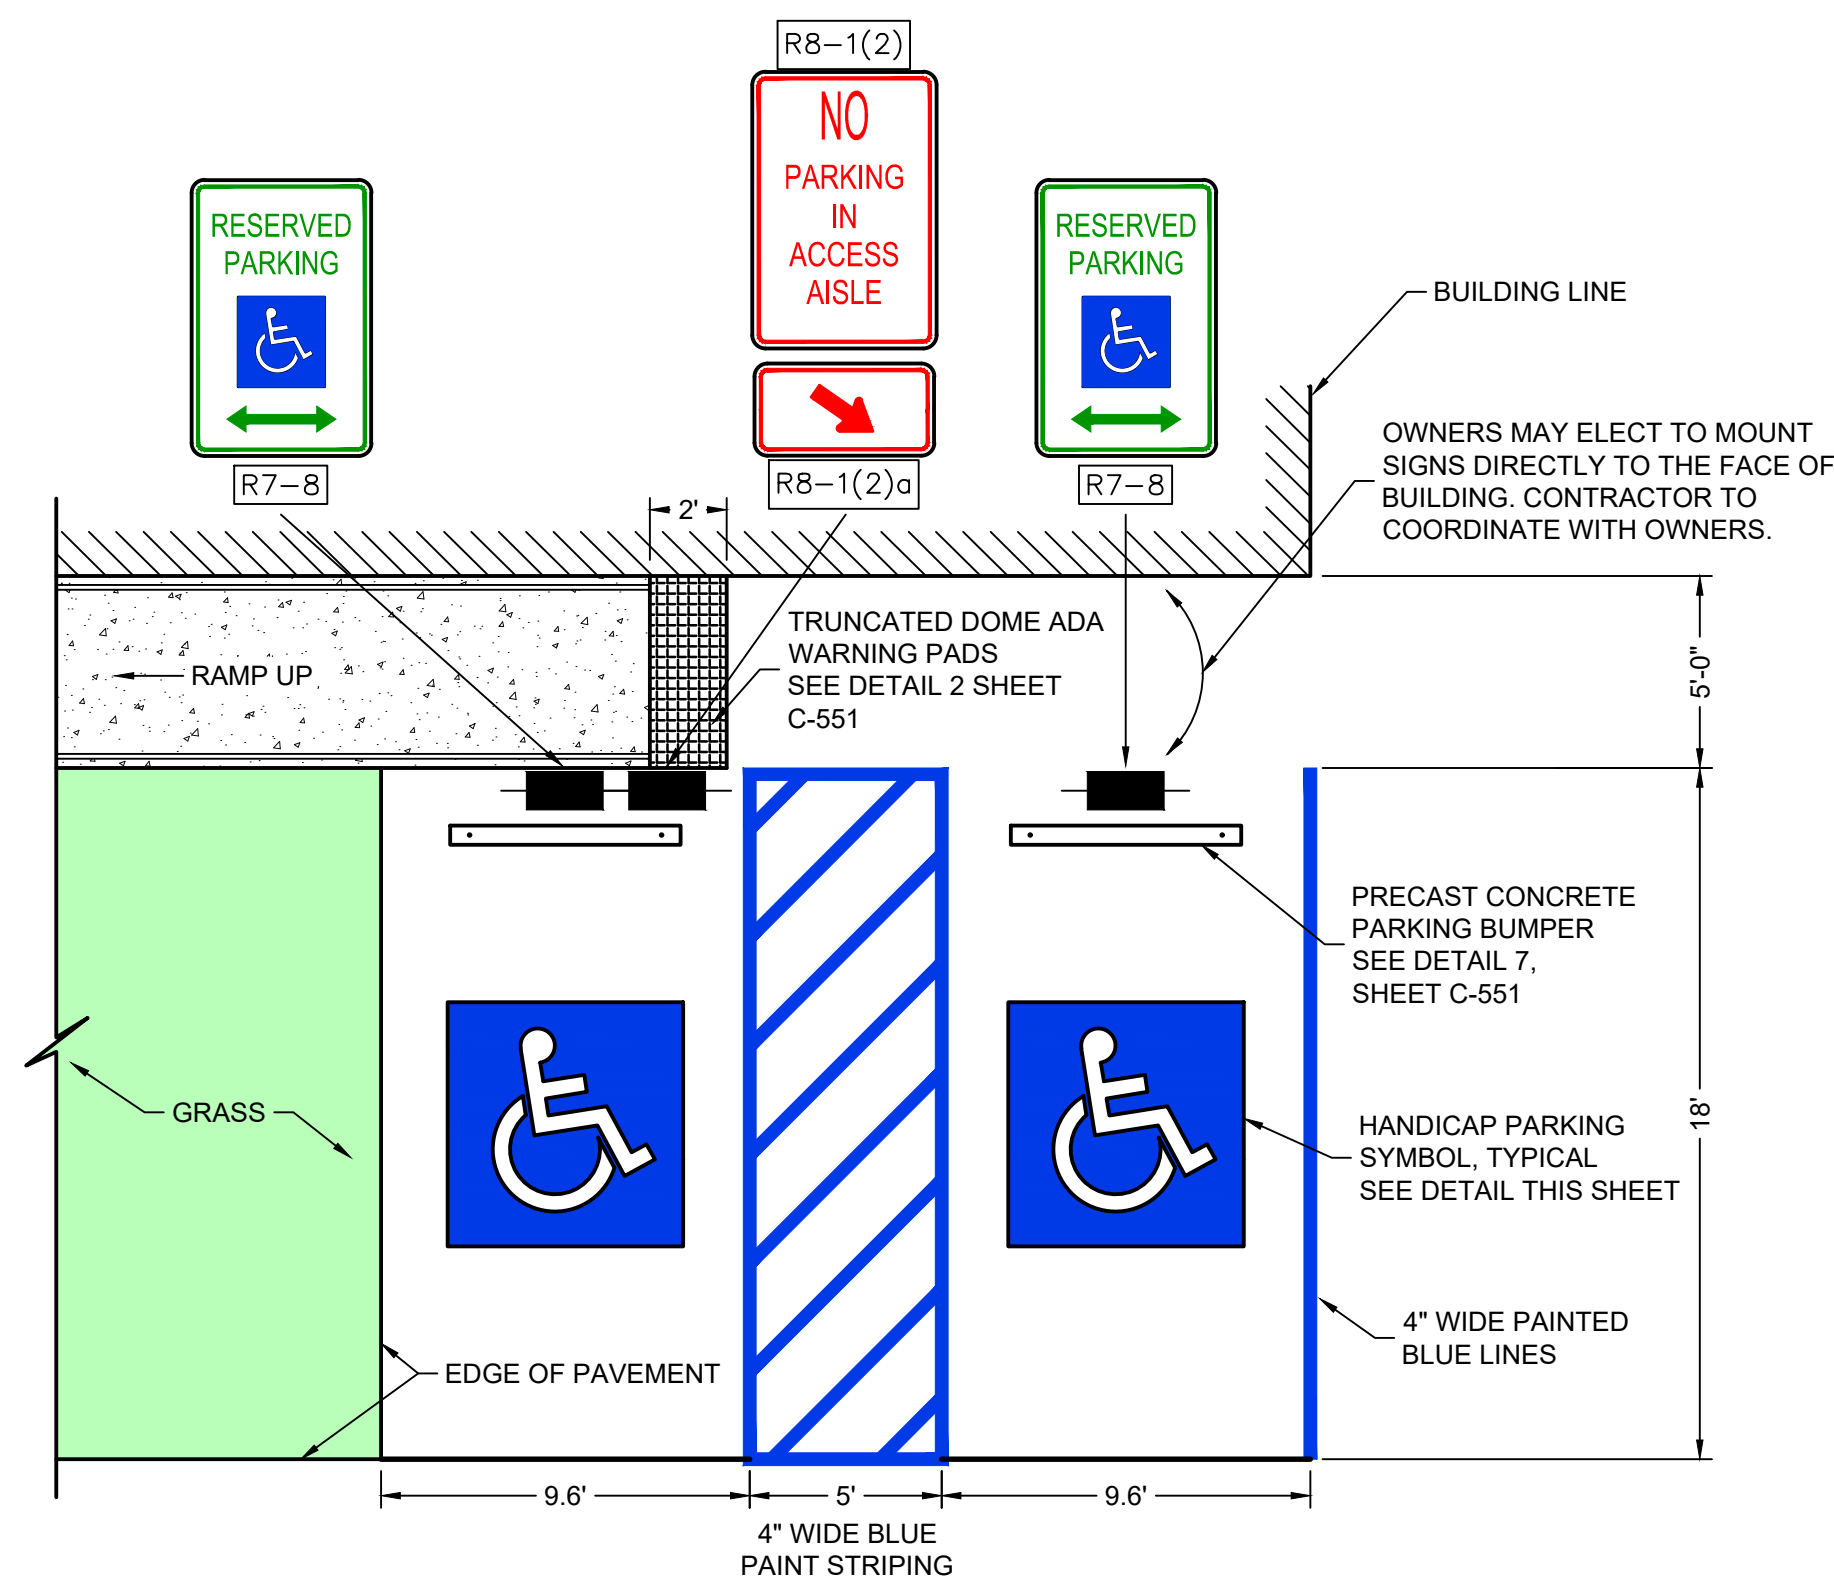 R8-1(2)
NO
PARKING
IN
ACCESS
AISLE
RESERVED
PARKING
R7-8
R8-1(2)a
RESERVED
PARKING
R7-8
BUILDING LINE
OWNERS MAY ELECT TO MOUNT
SIGNS DIRECTLY TO THE FACE OF
BUILDING. CONTRACTOR TO
COORDINATE WITH OWNERS.
2'
TRUNCATED DOME ADA
WARNING PADS
SEE DETAIL 2 SHEET
C-551
RAMP UP
5'-0"
PRECAST CONCRETE
PARKING BUMPER
SEE DETAIL 7,
SHEET C-551
GRASS
HANDICAP PARKING
SYMBOL, TYPICAL
SEE DETAIL THIS SHEET
18'
4" WIDE PAINTED
BLUE LINES
EDGE OF PAVEMENT
9.6'
5'
9.6'
4" WIDE BLUE
PAINT STRIPING